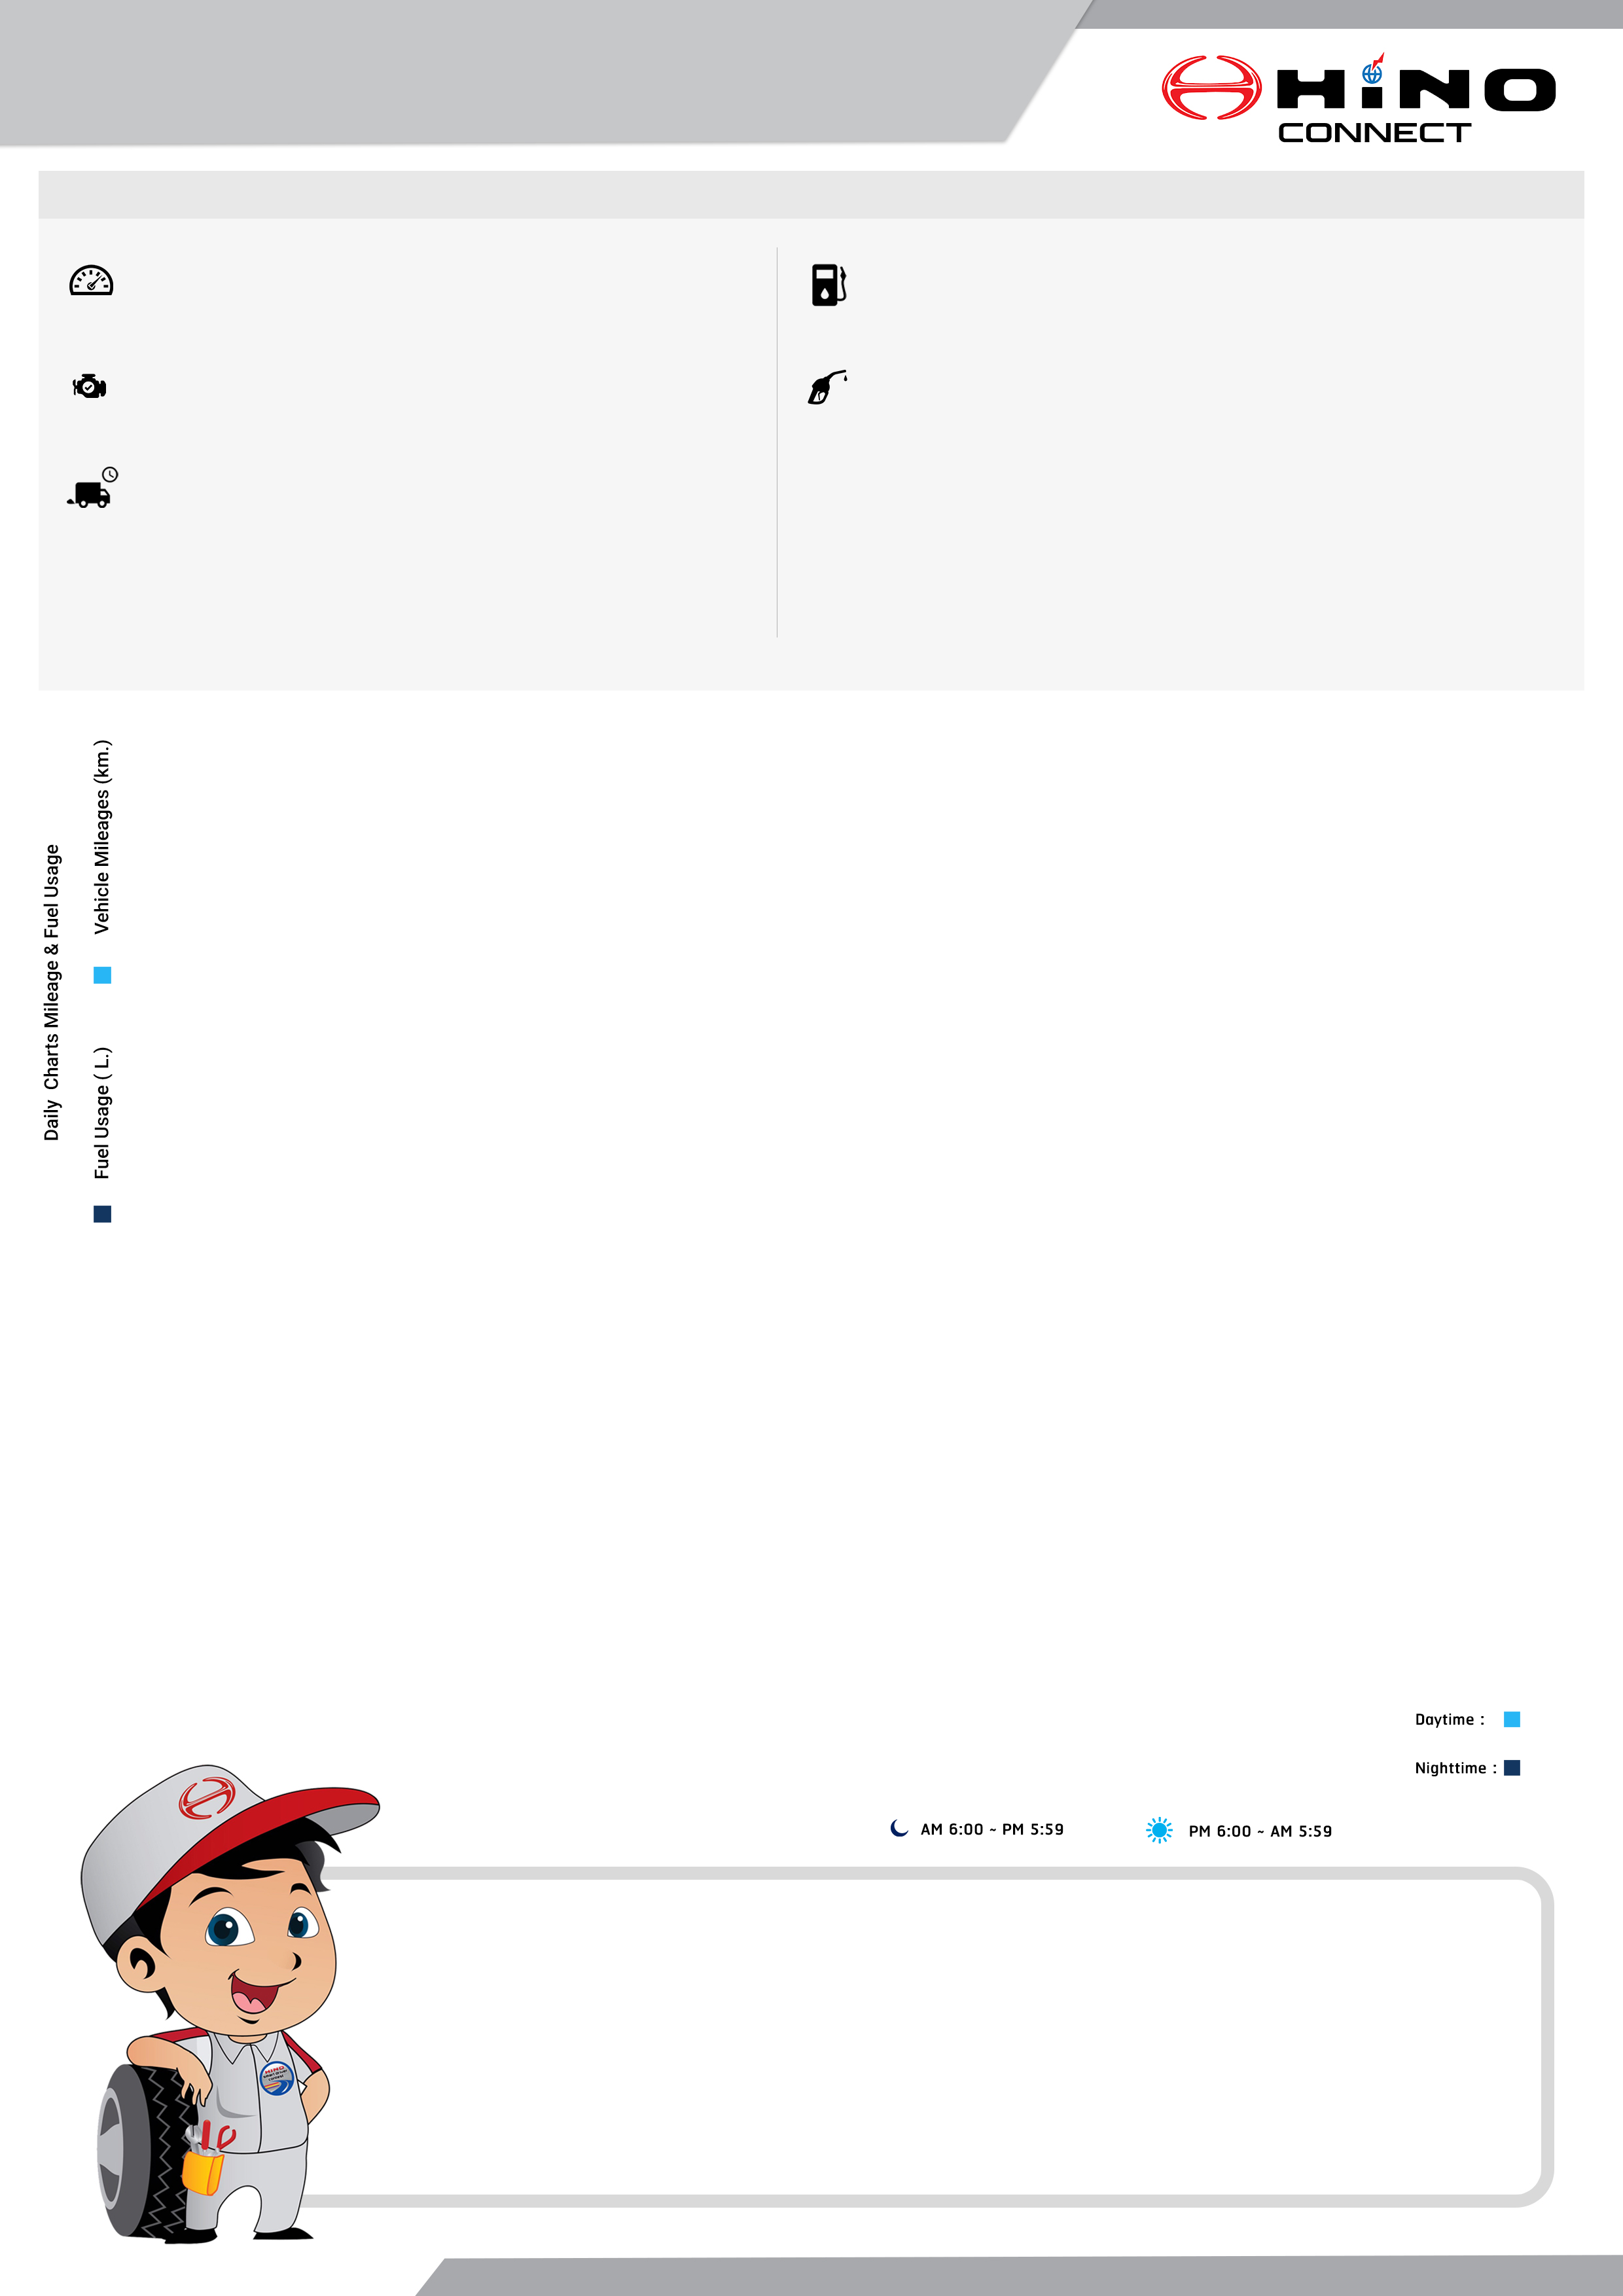 HINO
CONNECT
Daily Charts Mileage & Fuel Usage
Vehicle Mileages (km.)
Fuel Usage ( L.)
Daytime :
Nighttime :
AM 6:00 ~ PM 5:59
PM 6:00 ~ AM 5:59